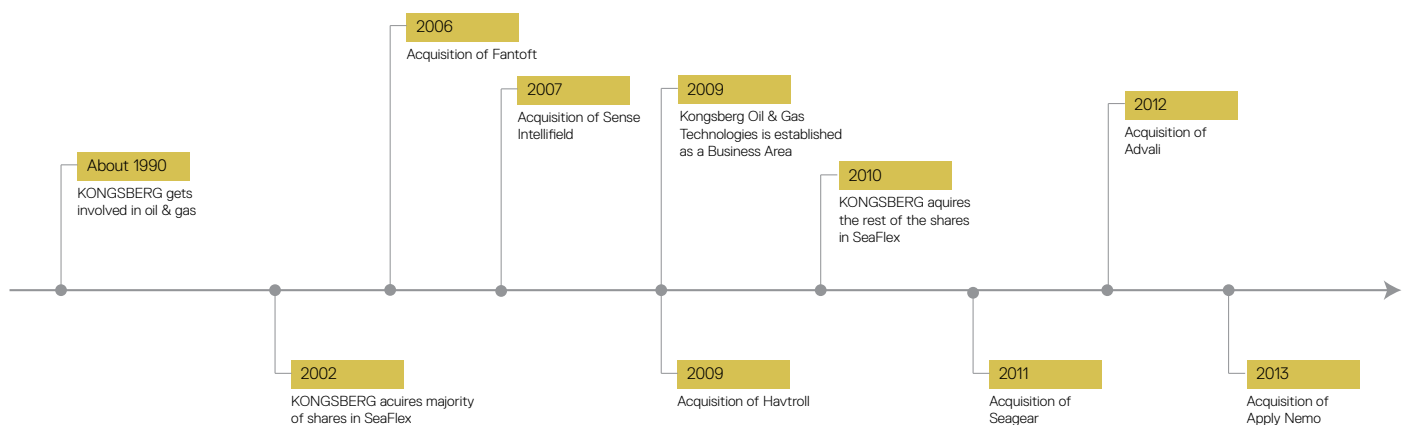 About 1990
KONGSBERG gets
involved in oil & gas
2002
KONGSBERG acuires majority
of shares in SeaFlex
2006
Acquisition of Fantoft
2007
Acquisition of Sense
Intellifield
2009
Kongsberg Oil & Gas
Technologies is established
as a Business Area
2009
Acquisition of Havtroll
2010
KONGSBERG aquires
the rest of the shares
in SeaFlex
2011
Acquisition of
Seagear
2012
Acquisition of
Advali
2013
Acquisition of
Apply Nemo